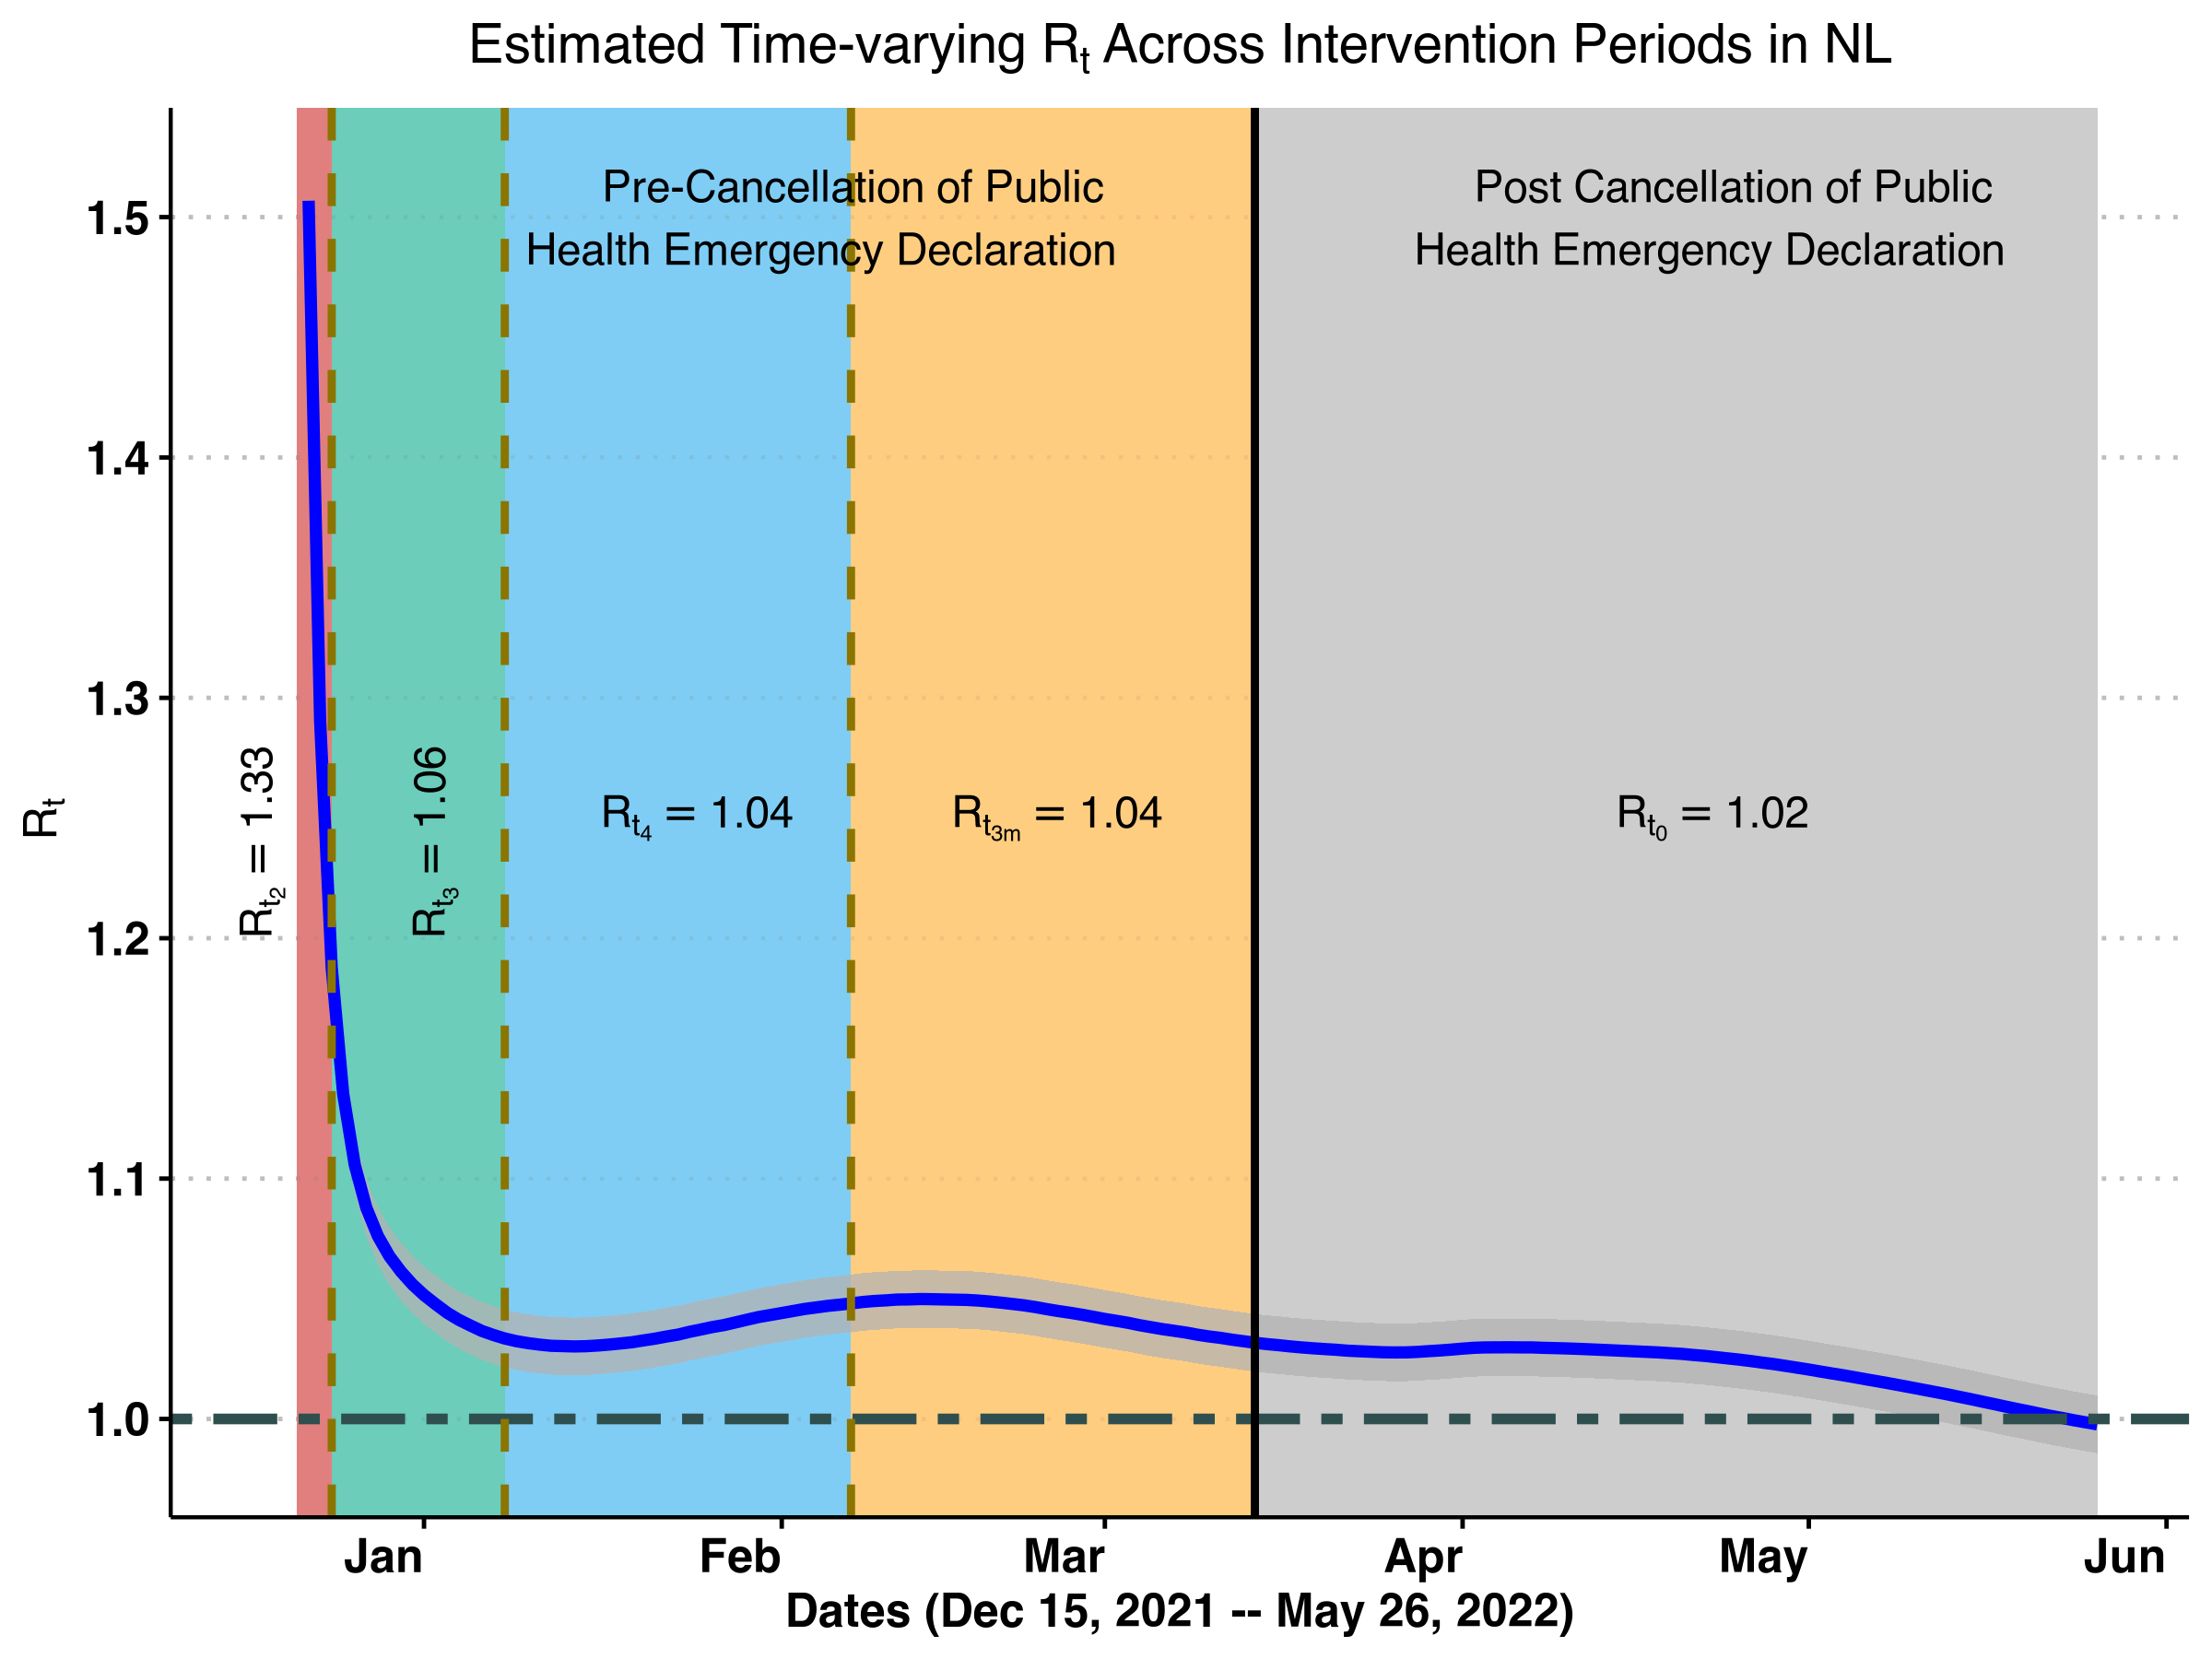 Estimated Time-varying Rt Across Intervention Periods in NL
Pre-Cancellation of Public
Health Emergency Declaration
Post Cancellation of Public
Health Emergency Declaration
1.5
1.4
1.3
1.2
1.1
1.0
Rt
Rt2 = 1.33
Rt3 = 1.06
Rt4 = 1.04
Rt3m = 1.04
Rt0 = 1.02
Jan Feb Mar Apr May Jun
Dates (Dec 15, 2021 -- May 26, 2022)